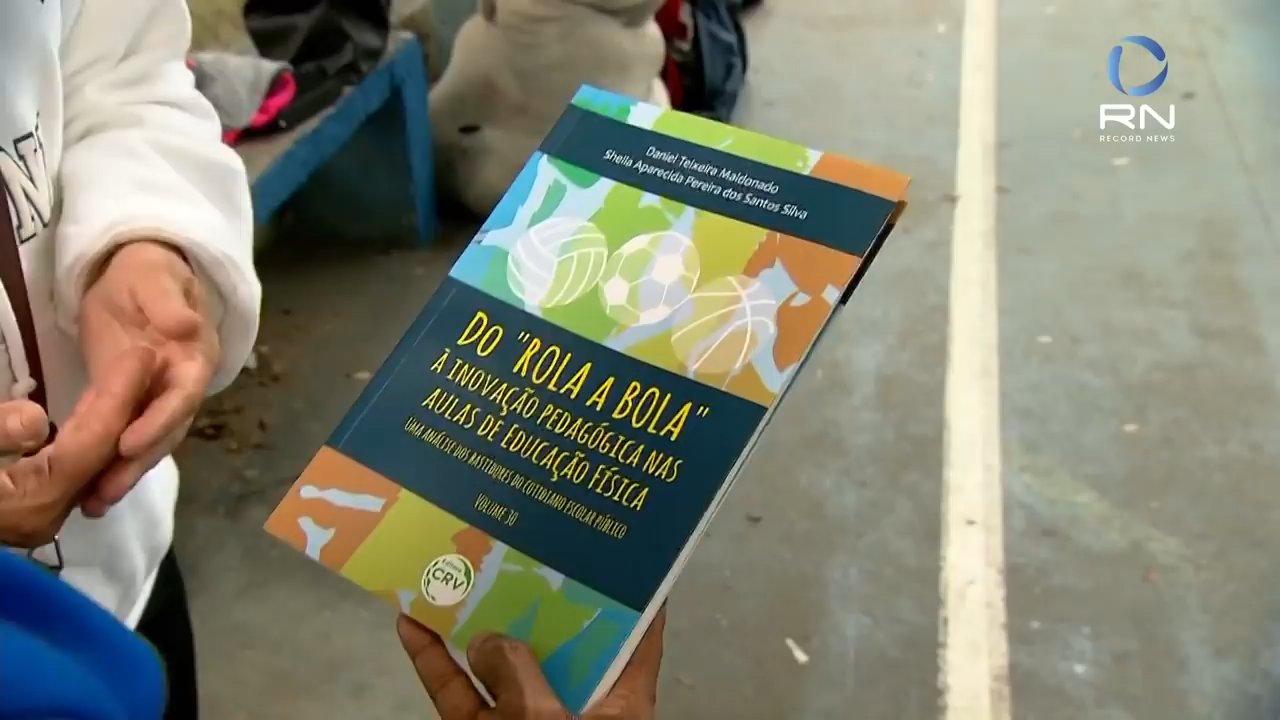 RN
RECORD NEWS
Daniel Teixeira Maldonado
Sheila Aparecida Pereira dos Santos Silva
DO "ROLA A BOLA"
À INOVAÇÃO PEDAGÓGICA NAS
AULAS DE EDUCAÇÃO FÍSICA
UMA ANÁLISE DOS BASTIDORES DO COTIDIANO ESCOLAR PÚBLICO
VOLUME 30
EDITORA
CRV